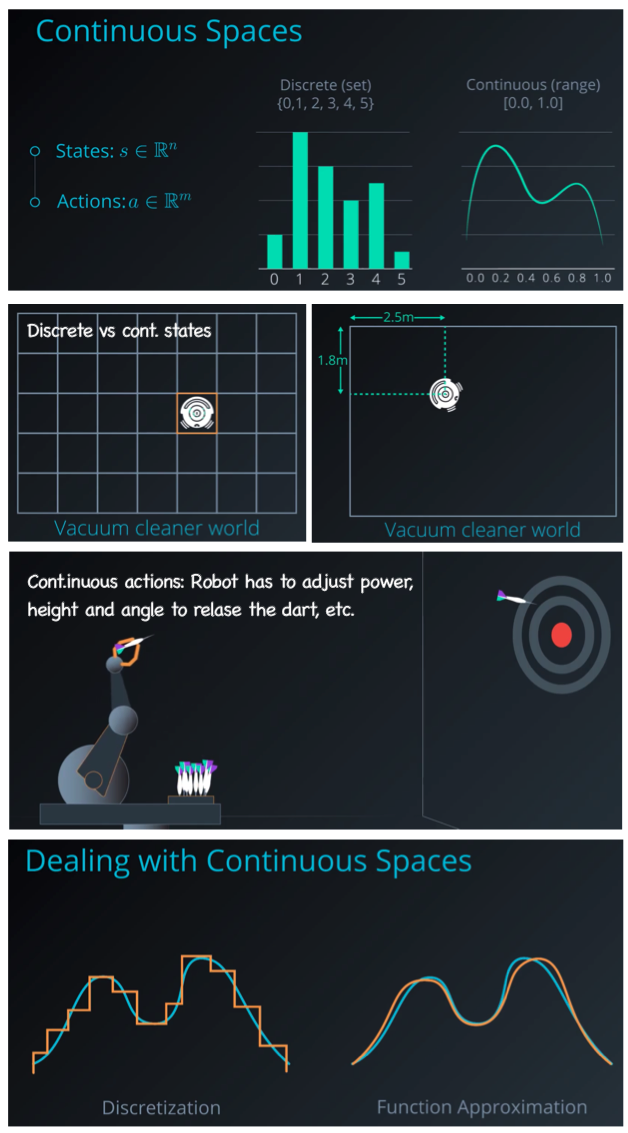 Continuous Spaces
Discrete (set)
{0,1, 2, 3, 4, 5}
Continuous (range)
[0.0, 1.0]
States: s ∈ ℝⁿ
Actions: a ∈ ℝᵐ
0 1 2 3 4 5
0.0 0.2 0.4 0.6 0.8 1.0
Discrete vs cont. states
Vacuum cleaner world
2.5m
1.8m
Vacuum cleaner world
Continuous actions: Robot has to adjust power,
height and angle to relase the dart, etc.
Dealing with Continuous Spaces
Discretization
Function Approximation